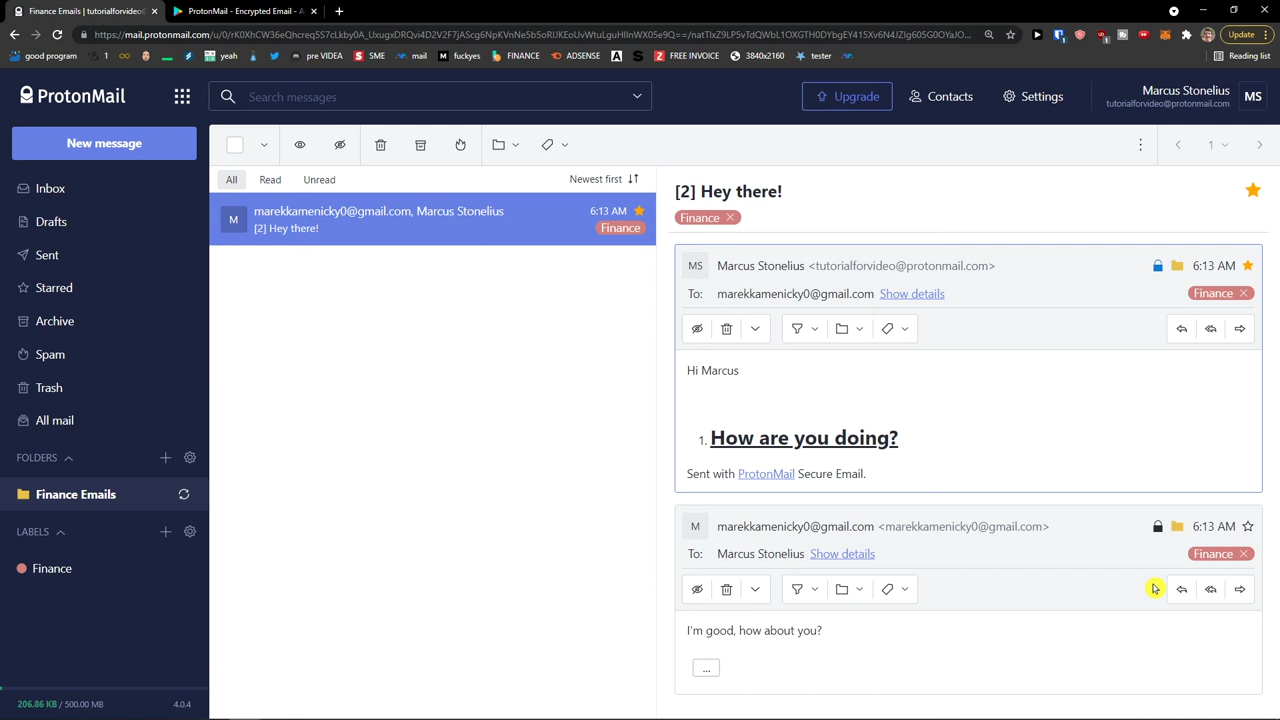 Finance Emails | tutorialforvideo
ProtonMail - Encrypted Email - A
https://mail.protonmail.com
Update
good program
1
yeah
pre VIDEA
SME
mail
fuckyes
FINANCE
ADSENSE
FREE INVOICE
3840x2160
tester
Reading list
ProtonMail
Search messages
Upgrade
Contacts
Settings
Marcus Stonelius
tutorialforvideo@protonmail.com
MS
New message
1
Inbox
Drafts
Sent
Starred
Archive
Spam
Trash
All mail
FOLDERS
Finance Emails
LABELS
Finance
206.86 KB / 500.00 MB
4.0.4
All
Read
Unread
Newest first
M
marekkamenicky0@gmail.com, Marcus Stonelius
6:13 AM
[2] Hey there!
Finance
[2] Hey there!
Finance
MS
Marcus Stonelius <tutorialforvideo@protonmail.com>
6:13 AM
To: marekkamenicky0@gmail.com Show details
Finance
Hi Marcus
1. How are you doing?
Sent with ProtonMail Secure Email.
M
marekkamenicky0@gmail.com <marekkamenicky0@gmail.com>
6:13 AM
To: Marcus Stonelius Show details
Finance
I'm good, how about you?
...